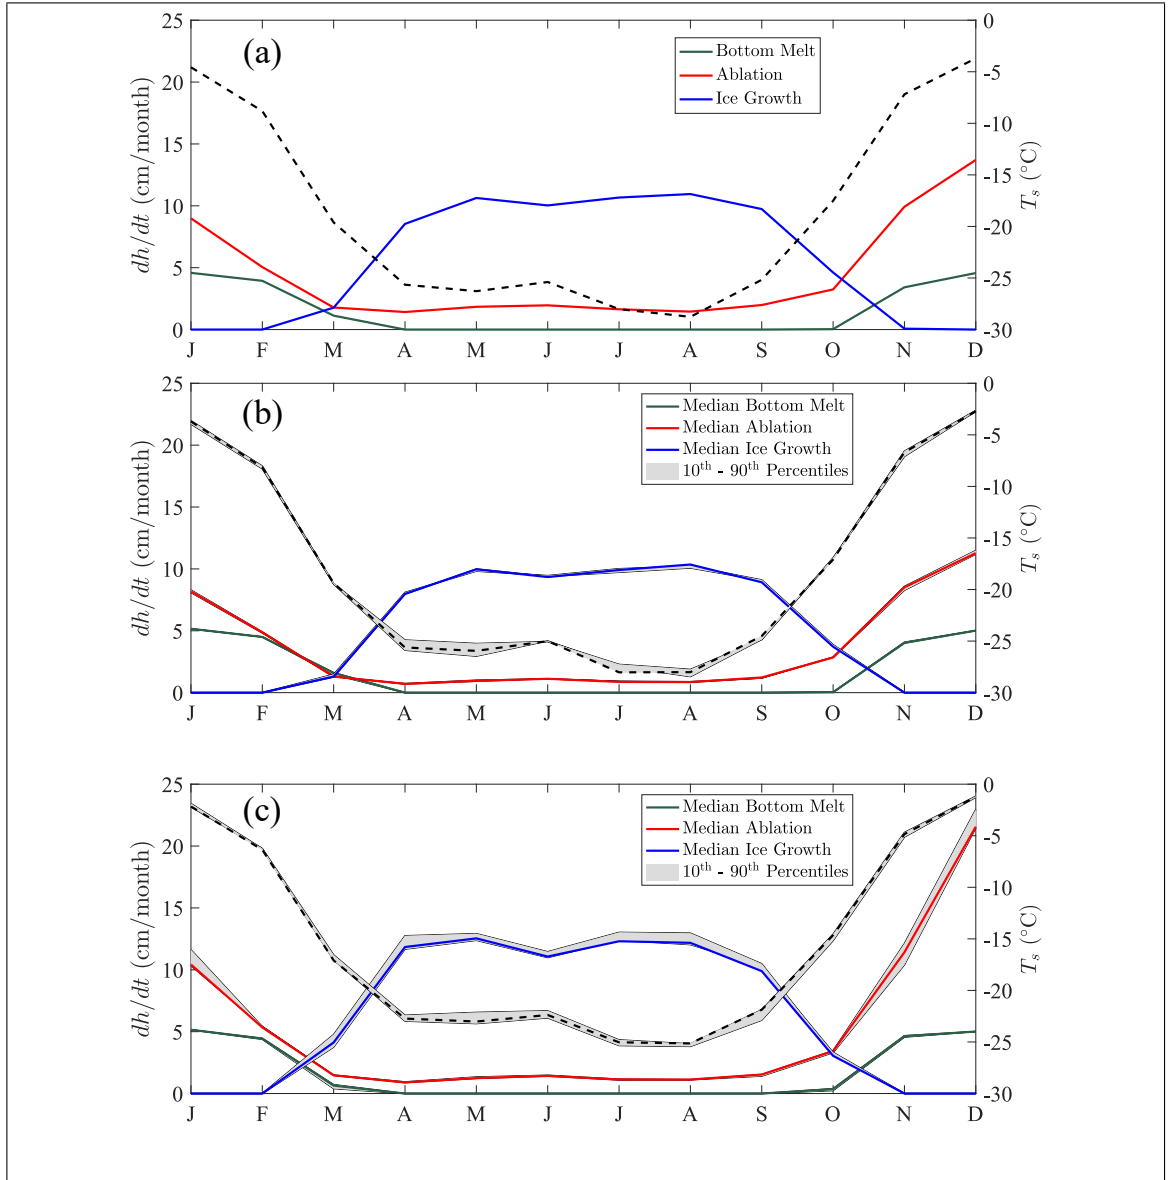 (a)
Bottom Melt
Ablation
Ice Growth
25
20
15
10
5
0
dh/dt (cm/month)
0
-5
-10
-15
-20
-25
-30
T_s (°C)
J F M A M J J A S O N D
(b)
Median Bottom Melt
Median Ablation
Median Ice Growth
10th - 90th Percentiles
25
20
15
10
5
0
dh/dt (cm/month)
0
-5
-10
-15
-20
-25
-30
T_s (°C)
J F M A M J J A S O N D
(c)
Median Bottom Melt
Median Ablation
Median Ice Growth
10th - 90th Percentiles
25
20
15
10
5
0
dh/dt (cm/month)
0
-5
-10
-15
-20
-25
-30
T_s (°C)
J F M A M J J A S O N D